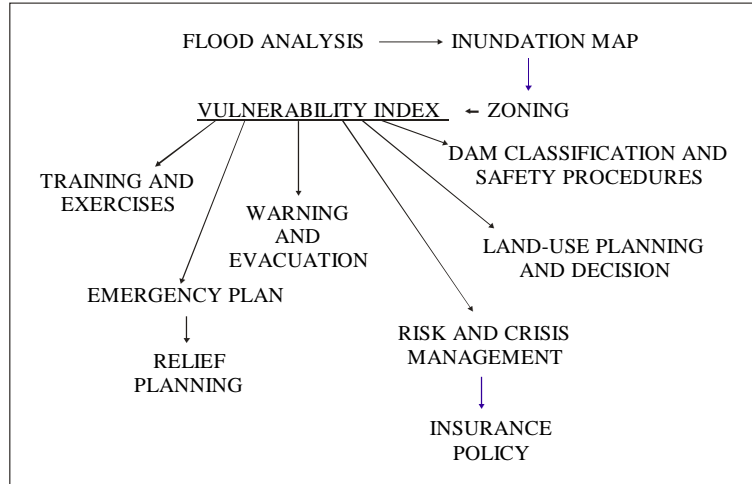 FLOOD ANALYSIS
INUNDATION MAP
VULNERABILITY INDEX
ZONING
DAM CLASSIFICATION AND
SAFETY PROCEDURES
TRAINING AND
EXERCISES
WARNING
AND
EVACUATION
LAND-USE PLANNING
AND DECISION
EMERGENCY PLAN
RISK AND CRISIS
MANAGEMENT
RELIEF
PLANNING
INSURANCE
POLICY